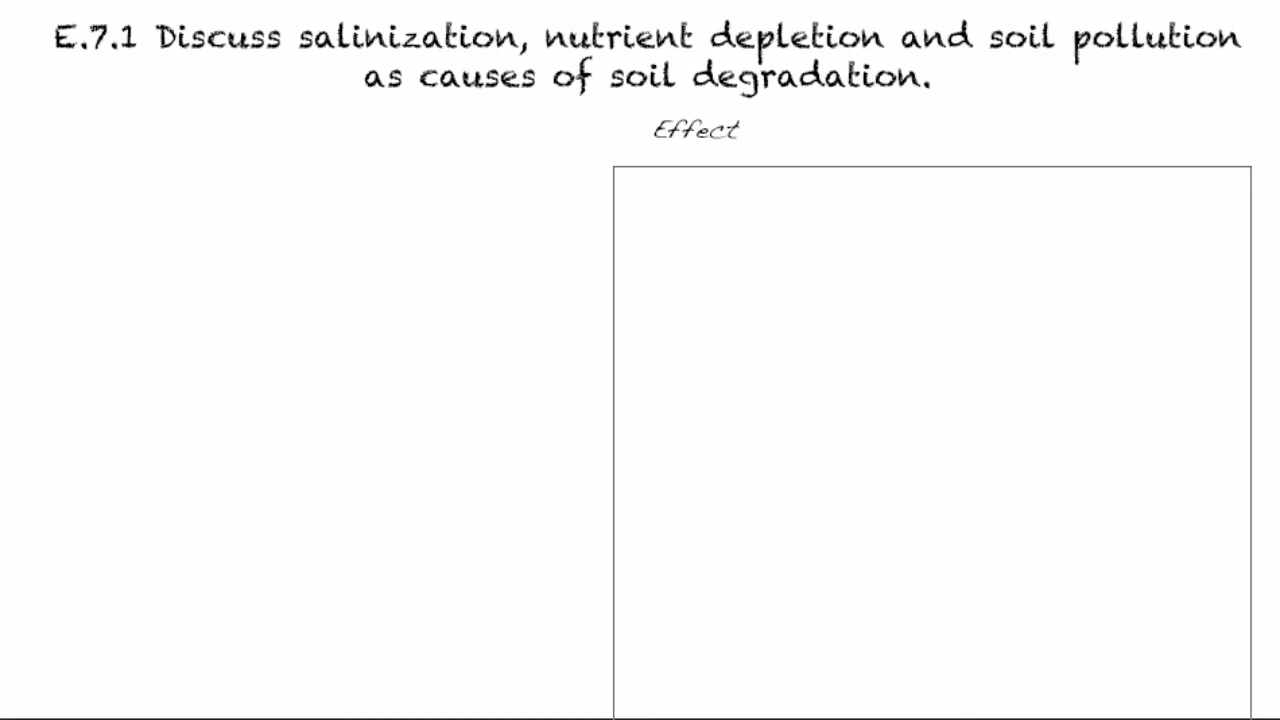 E.7.1 Discuss salinization, nutrient depletion and soil pollution
as causes of soil degradation.
Effect